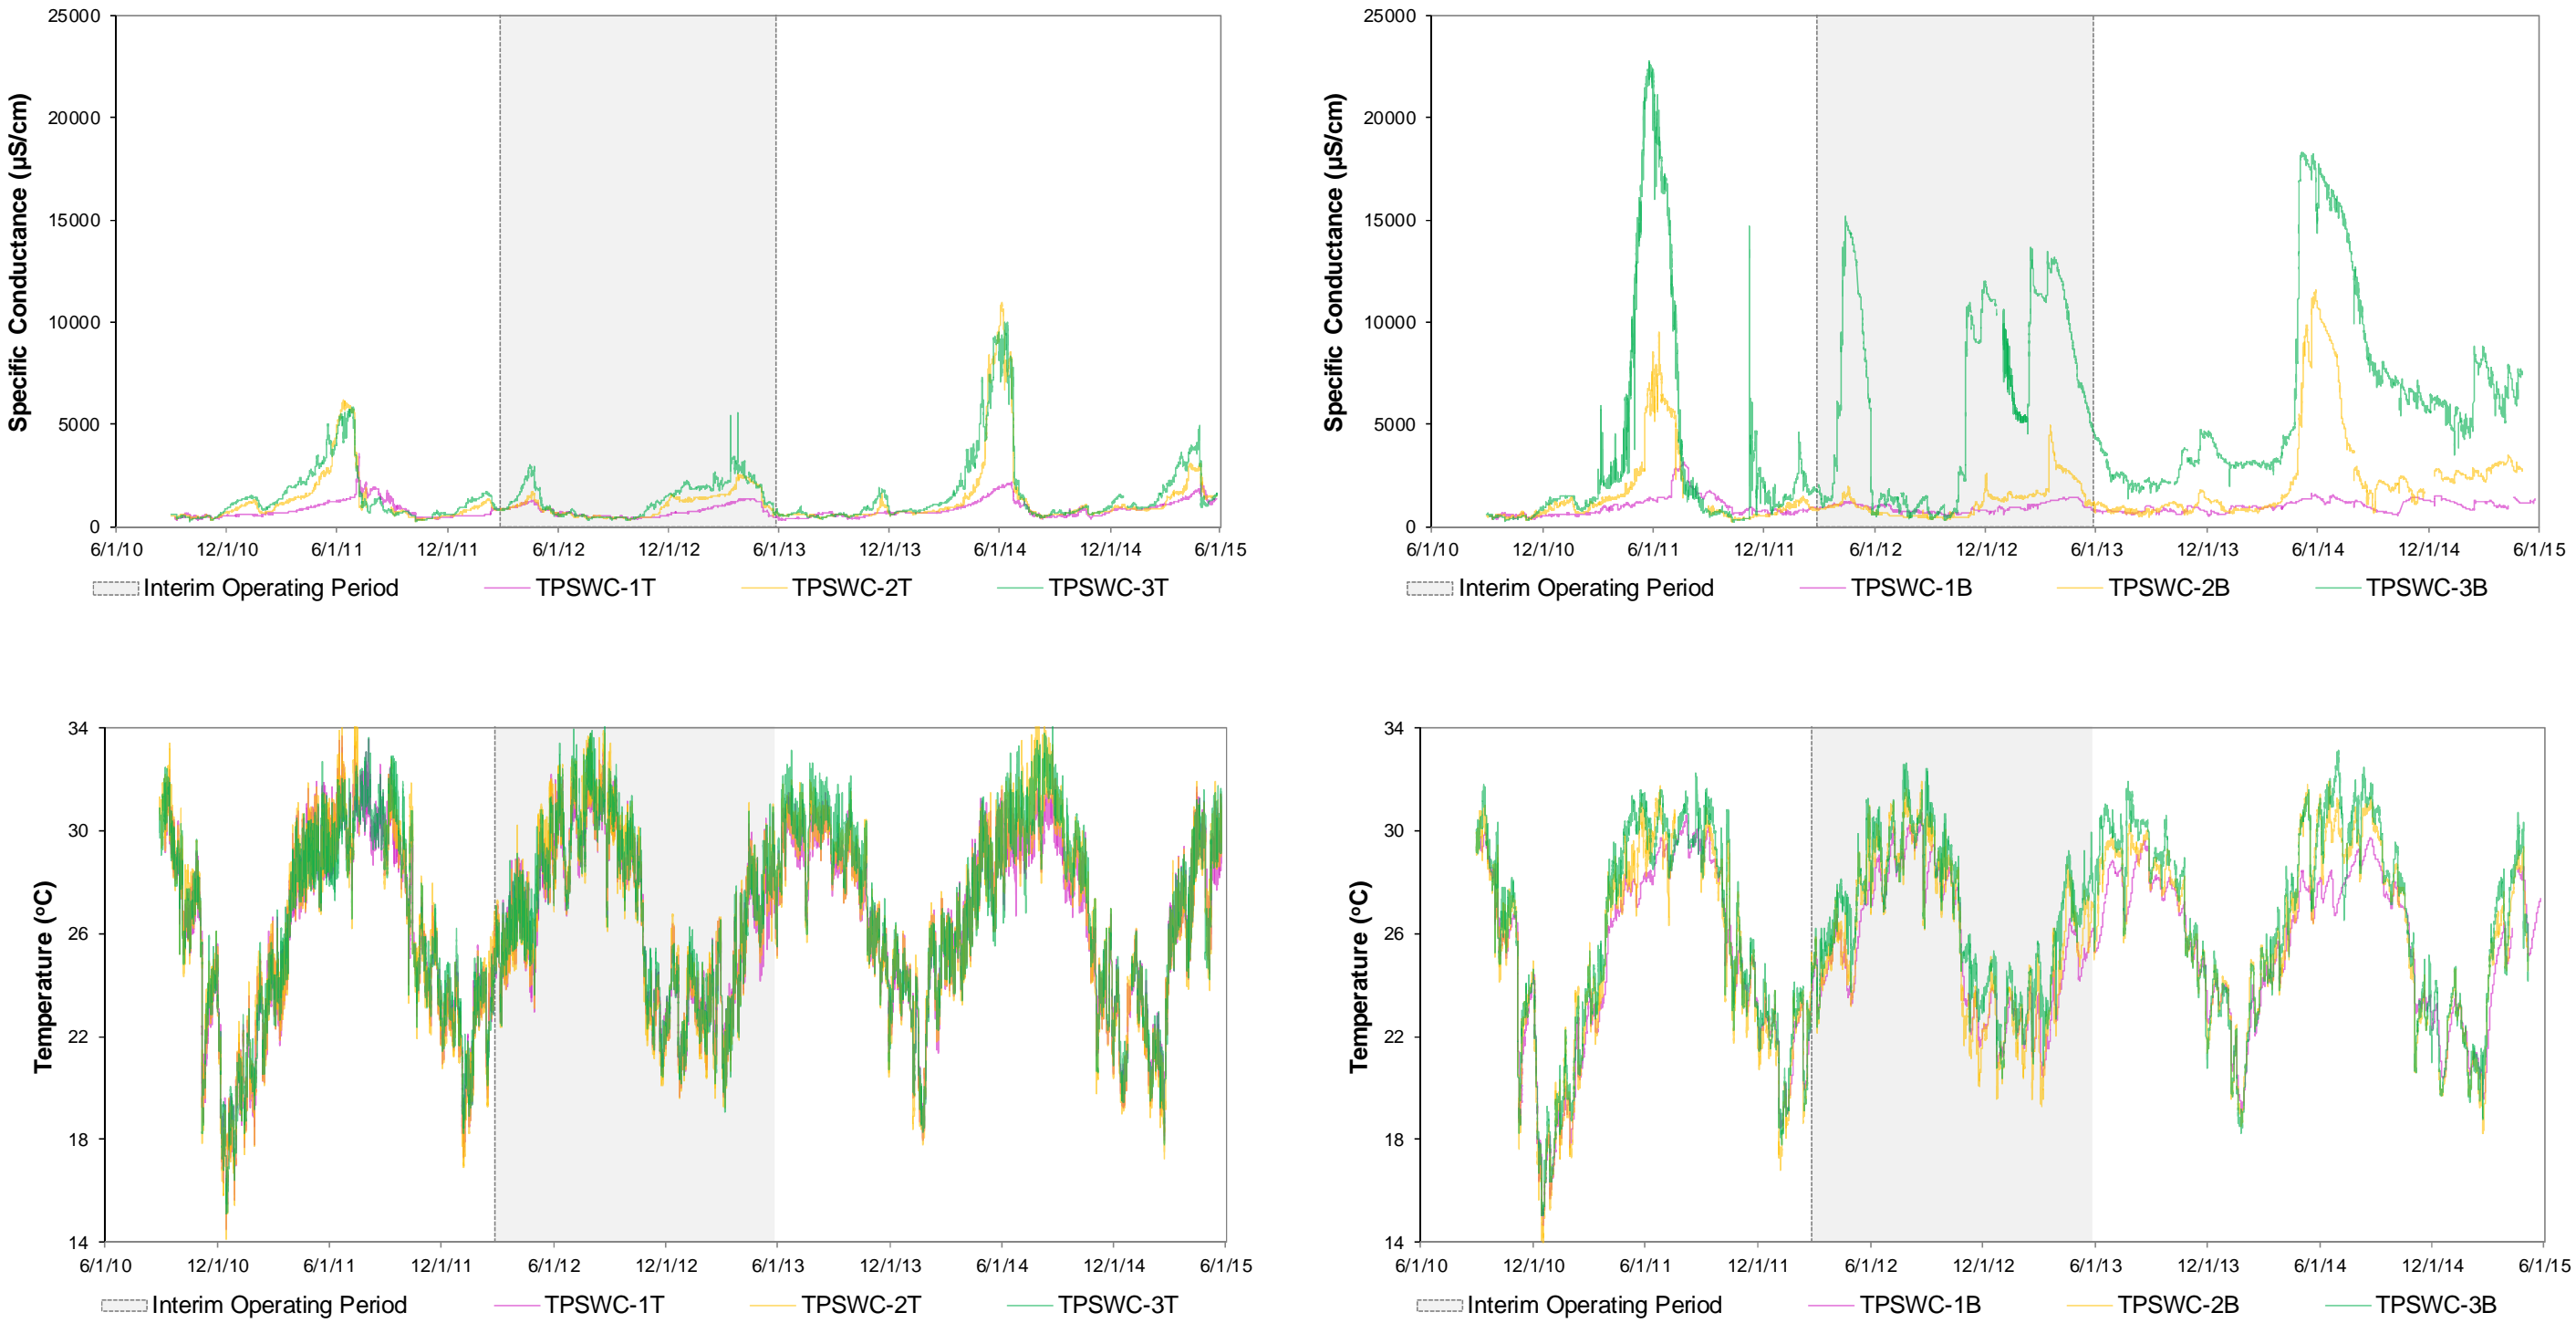 Specific Conductance (µS/cm)
25000
20000
15000
10000
5000
0
6/1/10 12/1/10 6/1/11 12/1/11 6/1/12 12/1/12 6/1/13 12/1/13 6/1/14 12/1/14 6/1/15
Interim Operating Period TPSWC-1T TPSWC-2T TPSWC-3T
Specific Conductance (µS/cm)
25000
20000
15000
10000
5000
0
6/1/10 12/1/10 6/1/11 12/1/11 6/1/12 12/1/12 6/1/13 12/1/13 6/1/14 12/1/14 6/1/15
Interim Operating Period TPSWC-1B TPSWC-2B TPSWC-3B
Temperature (ºC)
34
30
26
22
18
14
6/1/10 12/1/10 6/1/11 12/1/11 6/1/12 12/1/12 6/1/13 12/1/13 6/1/14 12/1/14 6/1/15
Interim Operating Period TPSWC-1T TPSWC-2T TPSWC-3T
Temperature (ºC)
34
30
26
22
18
14
6/1/10 12/1/10 6/1/11 12/1/11 6/1/12 12/1/12 6/1/13 12/1/13 6/1/14 12/1/14 6/1/15
Interim Operating Period TPSWC-1B TPSWC-2B TPSWC-3B